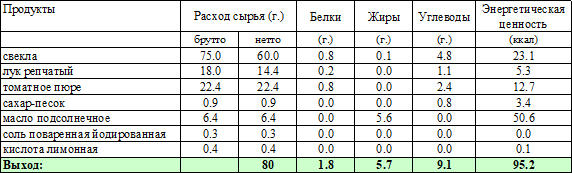 Продукты Расход сырья (г.) Белки Жиры Углеводы Энергетическая ценность
брутто нетто (г.) (г.) (г.) (ккал)
свекла 75.0 60.0 0.8 0.1 4.8 23.1
лук репчатый 18.0 14.4 0.2 0.0 1.1 5.3
томатное пюре 22.4 22.4 0.8 0.0 2.4 12.7
сахар-песок 0.9 0.9 0.0 0.0 0.8 3.4
масло подсолнечное 6.4 6.4 0.0 5.6 0.0 50.6
соль поваренная йодированная 0.3 0.3 0.0 0.0 0.0 0.0
кислота лимонная 0.4 0.4 0.0 0.0 0.0 0.1
Выход: 80 1.8 5.7 9.1 95.2